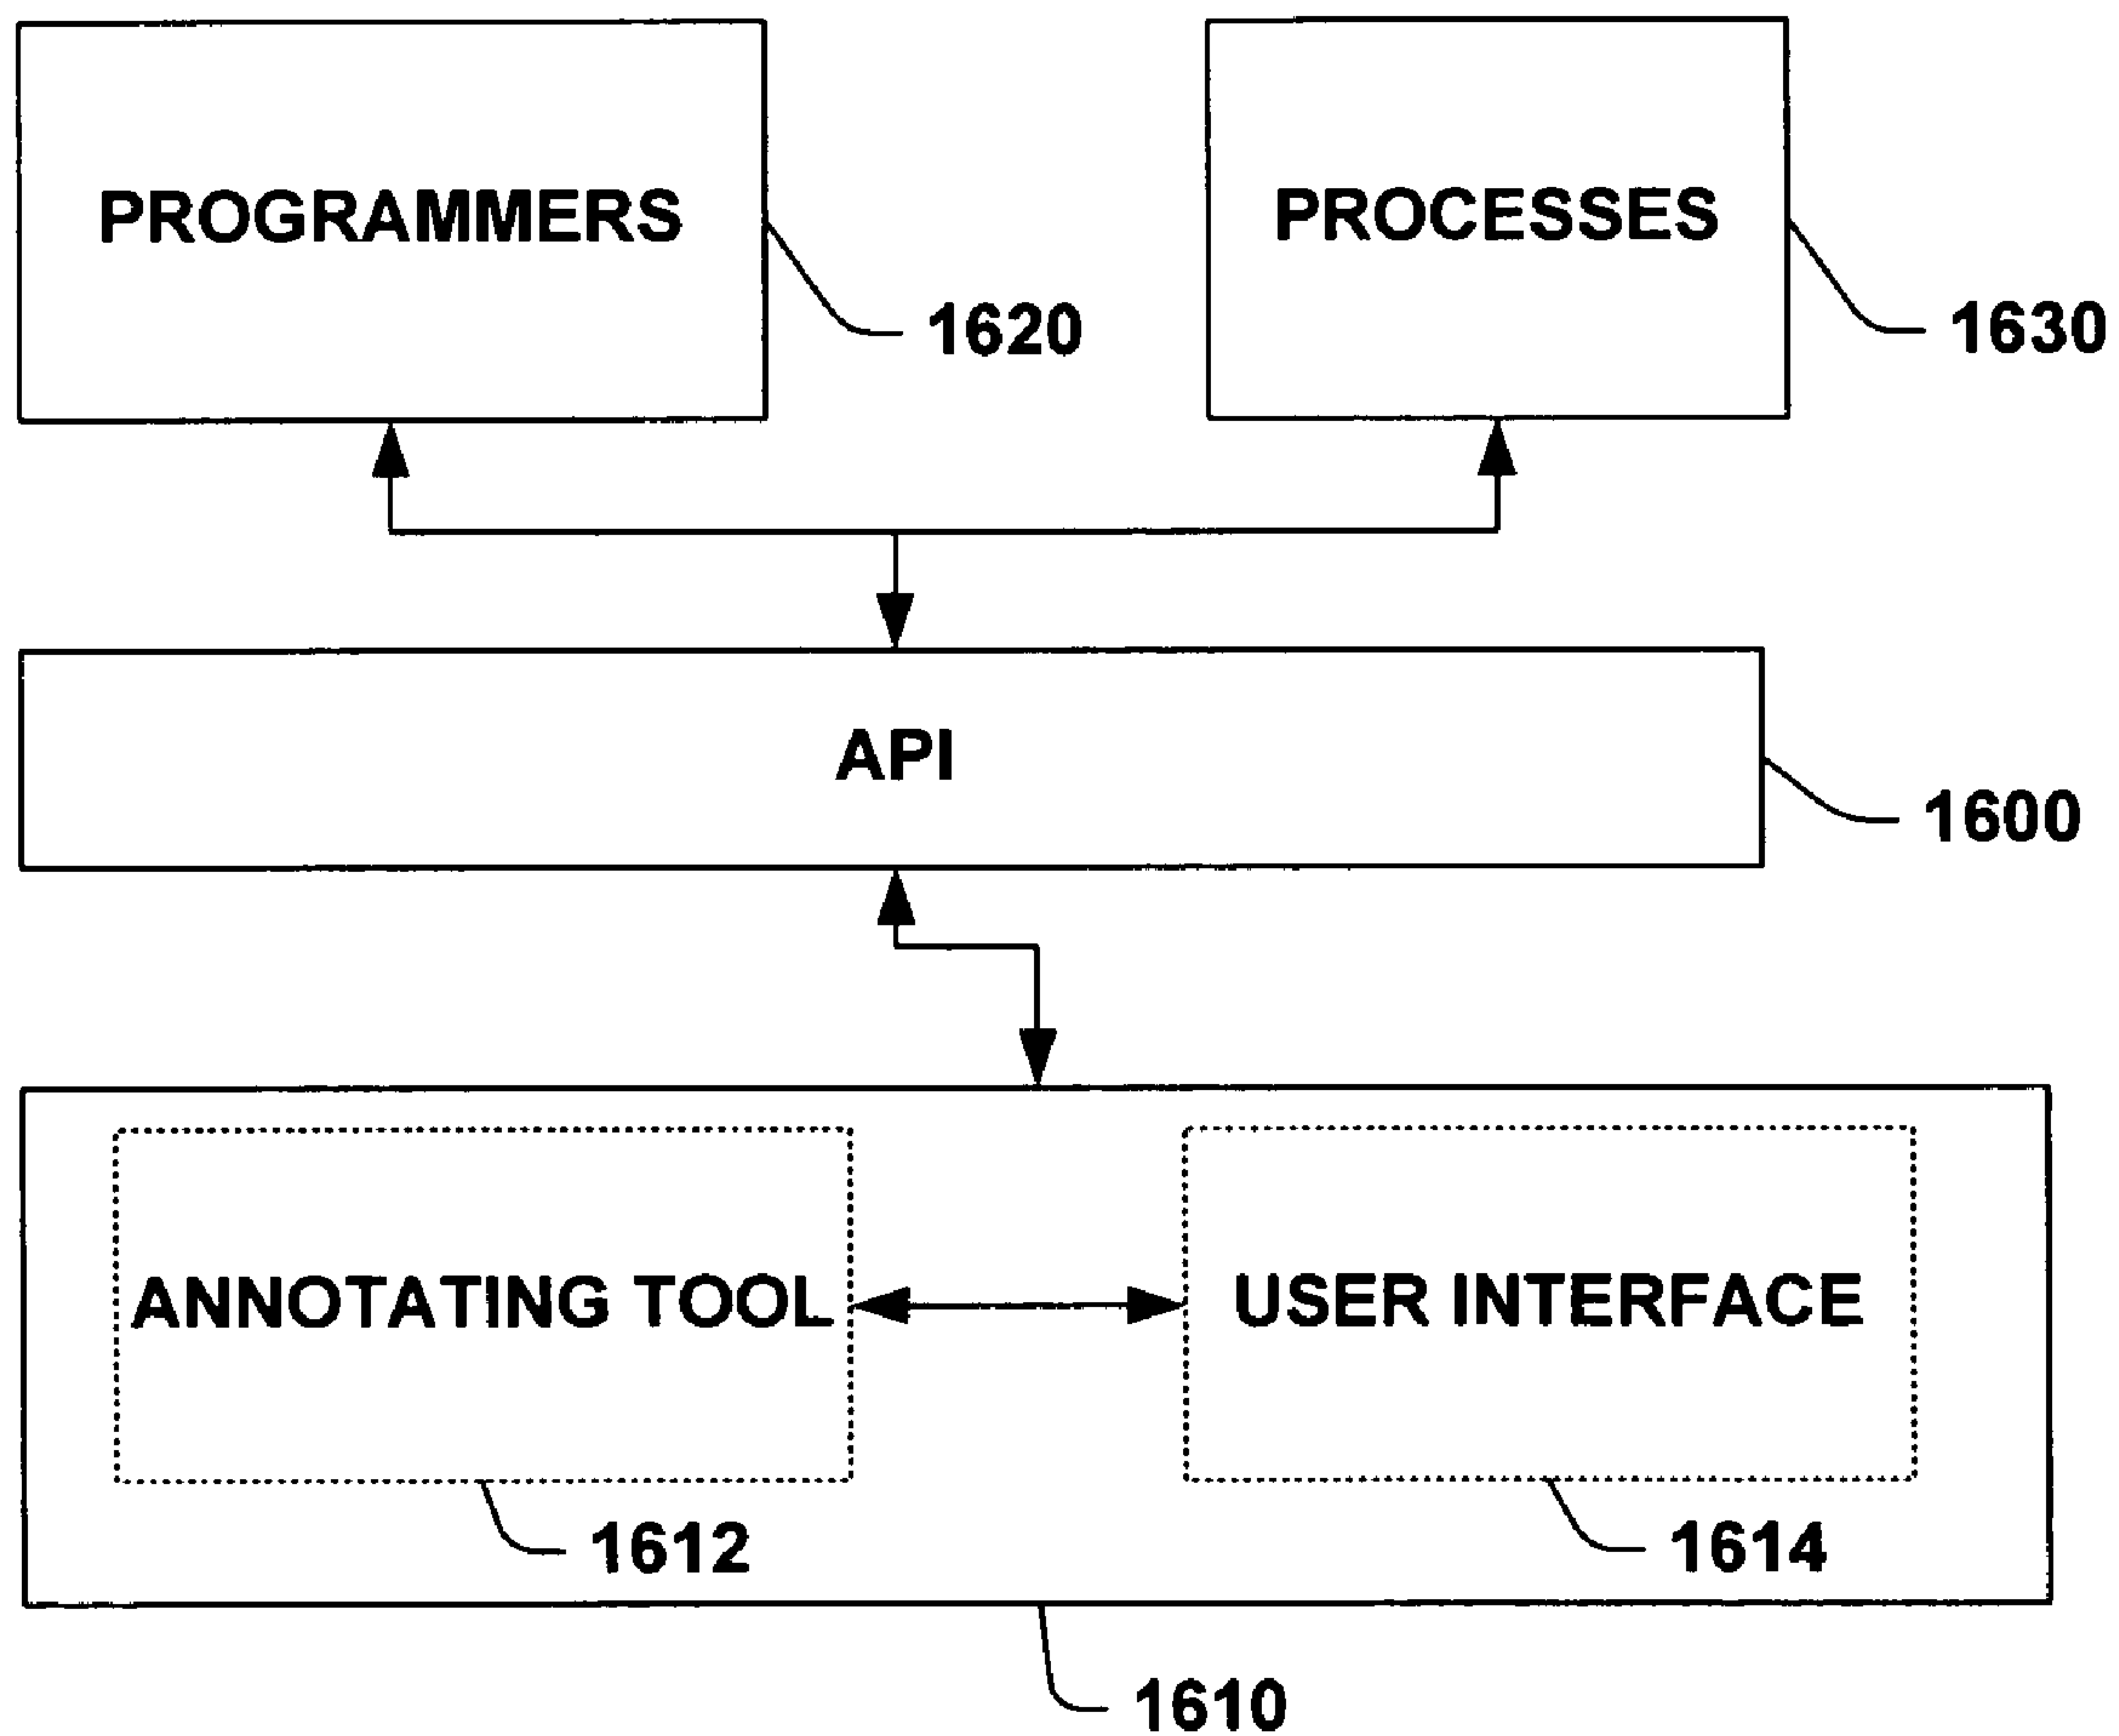 PROGRAMMERS
PROCESSES
1620
1630
API
1600
ANNOTATING TOOL
USER INTERFACE
1612
1614
1610